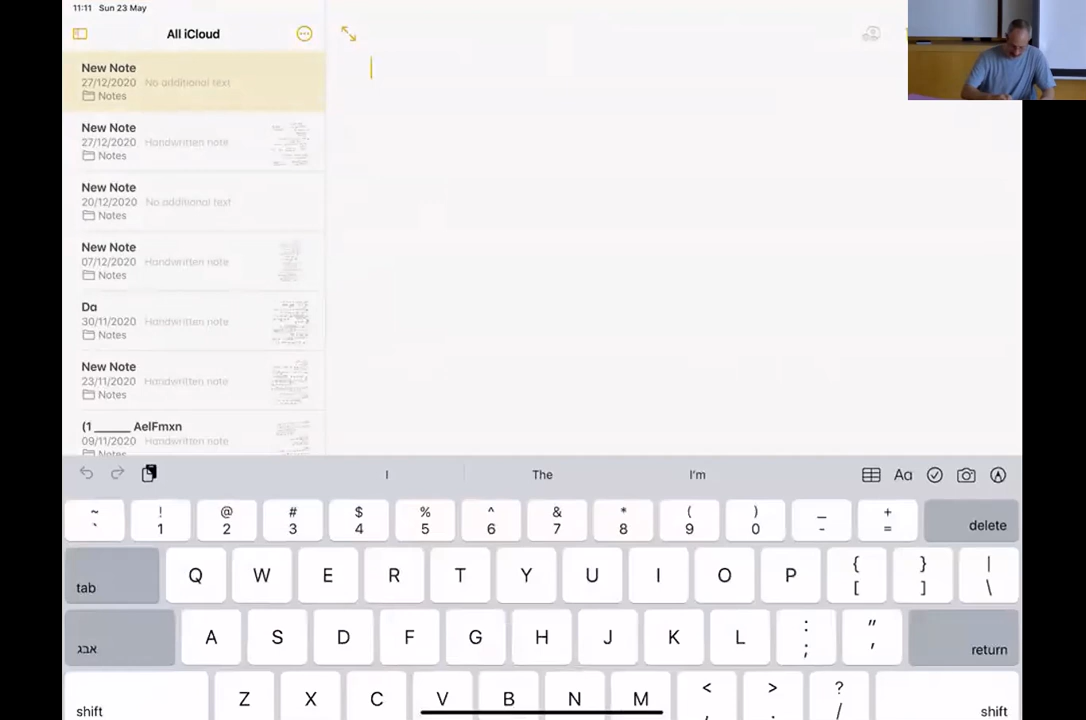 11:11 Sun 23 May
All iCloud
New Note
27/12/2020 No additional text
Notes
New Note
27/12/2020 Handwritten note
Notes
New Note
20/12/2020 No additional text
Notes
New Note
07/12/2020 Handwritten note
Notes
Da
30/11/2020 Handwritten note
Notes
New Note
23/11/2020 Handwritten note
Notes
(1 ______ AelFmxn
09/11/2020 Handwritten note
Notes
I The I'm
Aa
~ ! @ # $ % ^ & * ( ) _ +
` 1 2 3 4 5 6 7 8 9 0 - = delete
tab Q W E R T Y U I O P { [ } ] | \
אבג A S D F G H J K L : ; " ' return
shift Z X C V B N M < , > . ? / shift